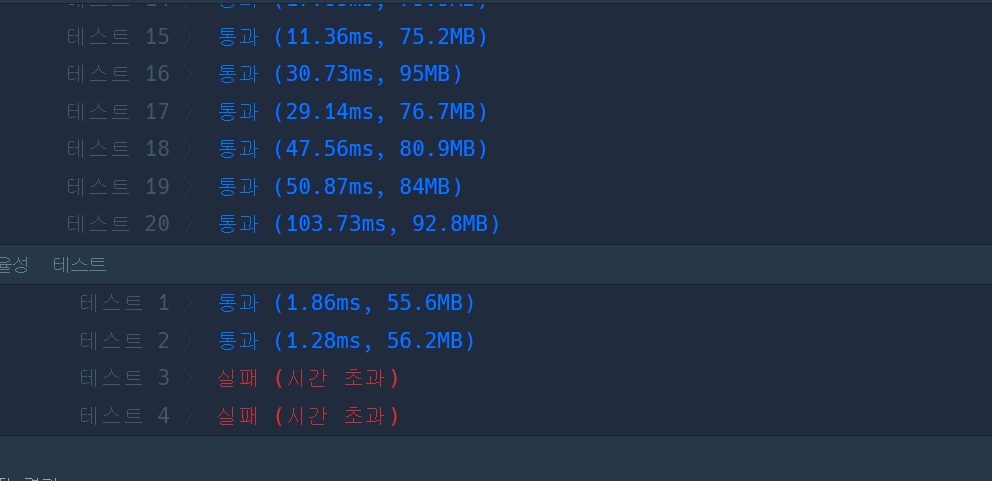 테스트 15 〉 통과 (11.36ms, 75.2MB)
테스트 16 〉 통과 (30.73ms, 95MB)
테스트 17 〉 통과 (29.14ms, 76.7MB)
테스트 18 〉 통과 (47.56ms, 80.9MB)
테스트 19 〉 통과 (50.87ms, 84MB)
테스트 20 〉 통과 (103.73ms, 92.8MB)
율성 테스트
테스트 1 〉 통과 (1.86ms, 55.6MB)
테스트 2 〉 통과 (1.28ms, 56.2MB)
테스트 3 〉 실패 (시간 초과)
테스트 4 〉 실패 (시간 초과)